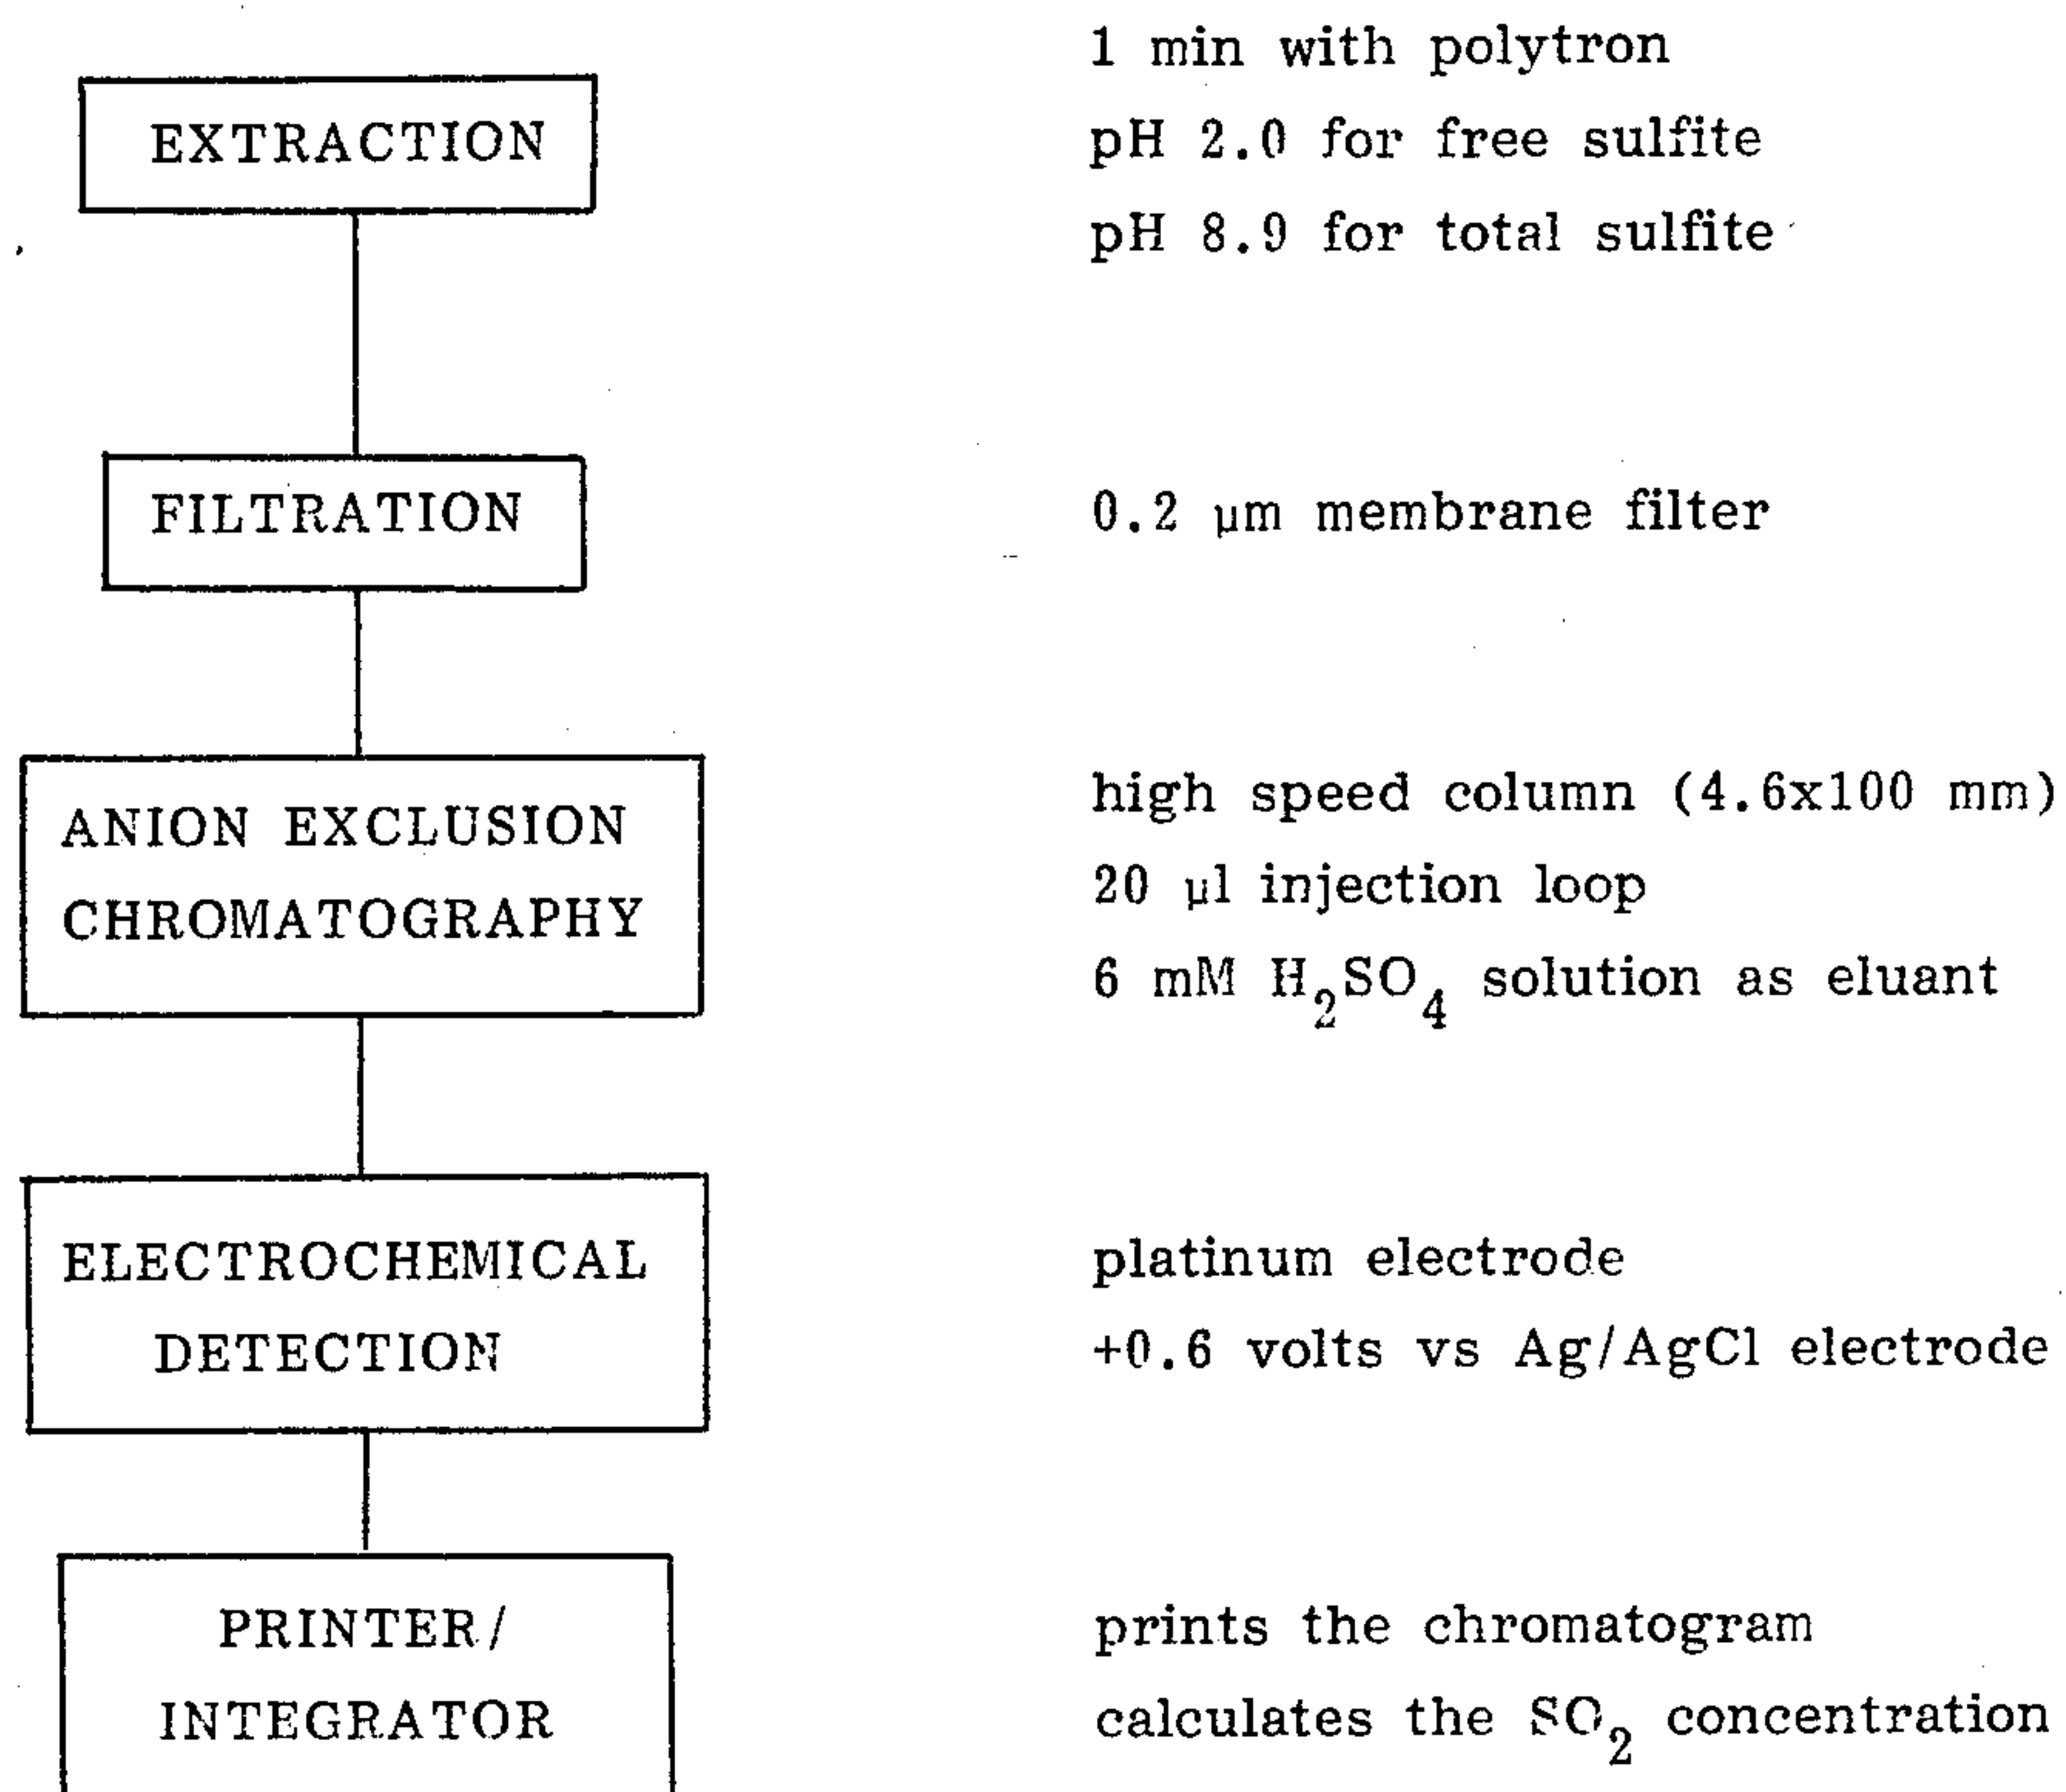 EXTRACTION
1 min with polytron
pH 2.0 for free sulfite
pH 8.9 for total sulfite
FILTRATION
0.2 µm membrane filter
ANION EXCLUSION
CHROMATOGRAPHY
high speed column (4.6x100 mm)
20 µl injection loop
6 mM H₂SO₄ solution as eluant
ELECTROCHEMICAL
DETECTION
platinum electrode
+0.6 volts vs Ag/AgCl electrode
PRINTER/
INTEGRATOR
prints the chromatogram
calculates the SO₂ concentration